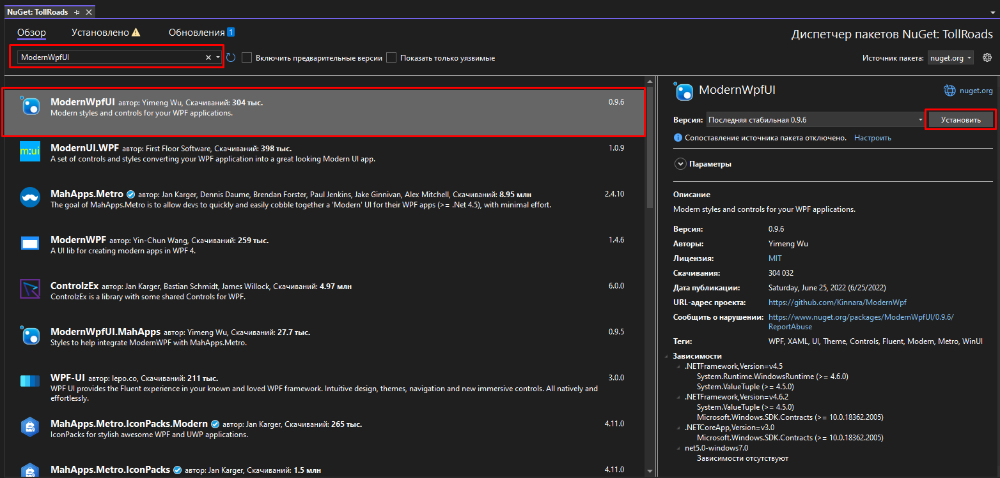 NuGet: TollRoads
Обзор Установлено Обновления 1
Диспетчер пакетов NuGet: TollRoads
ModernWpfUI
Включить предварительные версии Показать только уязвимые
Источник пакета: nuget.org
ModernWpfUI автор: Yimeng Wu, Скачиваний: 304 тыс. 0.9.6
Modern styles and controls for your WPF applications.
m:ui
ModernUI.WPF автор: First Floor Software, Скачиваний: 398 тыс. 1.0.9
A set of controls and styles converting your WPF application into a great looking Modern UI app.
MahApps.Metro автор: Jan Karger, Dennis Daume, Brendan Forster, Paul Jenkins, Jake Ginnivan, Alex Mitchell, Скачиваний: 8.95 млн 2.4.10
The goal of MahApps.Metro is to allow devs to quickly and easily cobble together a 'Modern' UI for their WPF apps (>= .Net 4.5), with minimal effort.
ModernWPF автор: Yin-Chun Wang, Скачиваний: 259 тыс. 1.4.6
A UI lib for creating modern apps in WPF 4.
ControlzEx автор: Jan Karger, Bastian Schmidt, James Willock, Скачиваний: 4.97 млн 6.0.0
ControlzEx is a library with some shared Controls for WPF.
ModernWpfUI.MahApps автор: Yimeng Wu, Скачиваний: 27.7 тыс. 0.9.5
Styles to help integrate ModernWPF with MahApps.Metro.
WPF-UI автор: lepo.co, Скачиваний: 211 тыс. 3.0.0
WPF UI provides the Fluent experience in your known and loved WPF framework. Intuitive design, themes, navigation and new immersive controls. All natively and
effortlessly.
MahApps.Metro.IconPacks.Modern автор: Jan Karger, Скачиваний: 265 тыс. 4.11.0
IconPacks for stylish awesome WPF and UWP applications.
MahApps.Metro.IconPacks автор: Jan Karger, Скачиваний: 1.5 млн 4.11.0
ModernWpfUI nuget.org
Версия: Последняя стабильная 0.9.6 Установить
Сопоставление источника пакета отключено. Настроить
Параметры
Описание
Modern styles and controls for your WPF applications.
Версия: 0.9.6
Авторы: Yimeng Wu
Лицензия: MIT
Скачивания: 304 032
Дата публикации: Saturday, June 25, 2022 (6/25/2022)
URL-адрес проекта: https://github.com/Kinnara/ModernWpf
Сообщить о нарушении: https://www.nuget.org/packages/ModernWpfUI/0.9.6/
ReportAbuse
Теги: WPF, XAML, UI, Theme, Controls, Fluent, Modern, Metro, WinUI
Зависимости
.NETFramework,Version=v4.5
System.Runtime.WindowsRuntime (>= 4.6.0)
System.ValueTuple (>= 4.5.0)
.NETFramework,Version=v4.6.2
System.ValueTuple (>= 4.5.0)
Microsoft.Windows.SDK.Contracts (>= 10.0.18362.2005)
.NETCoreApp,Version=v3.0
Microsoft.Windows.SDK.Contracts (>= 10.0.18362.2005)
net5.0-windows7.0
Зависимости отсутствуют